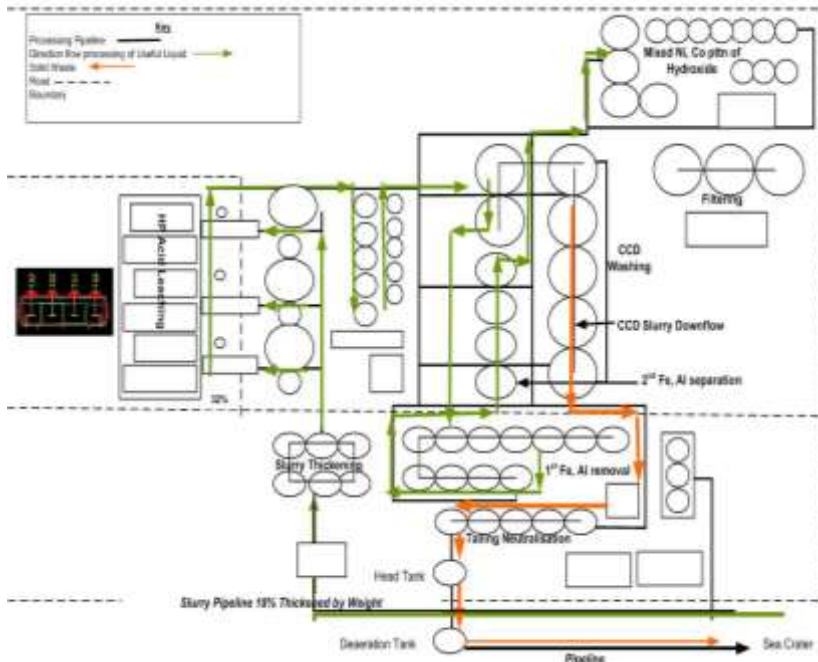 Key
Processing Pipeline
Direction flow processing of Useful Liquid
Solid Waste
Road
Boundary
Mixed Ni, Co pttn of
Hydroxide
Filtering
HP Acid Leaching
CCD
Washing
CCD Slurry Downflow
2nd Fe, Al separation
32%
Slurry Thickening
1st Fe, Al removal
Tailing Neutralisation
Head Tank
Slurry Pipeline 18% Thickened by Weight
Deaeration Tank
Sea Crater
Pipeline